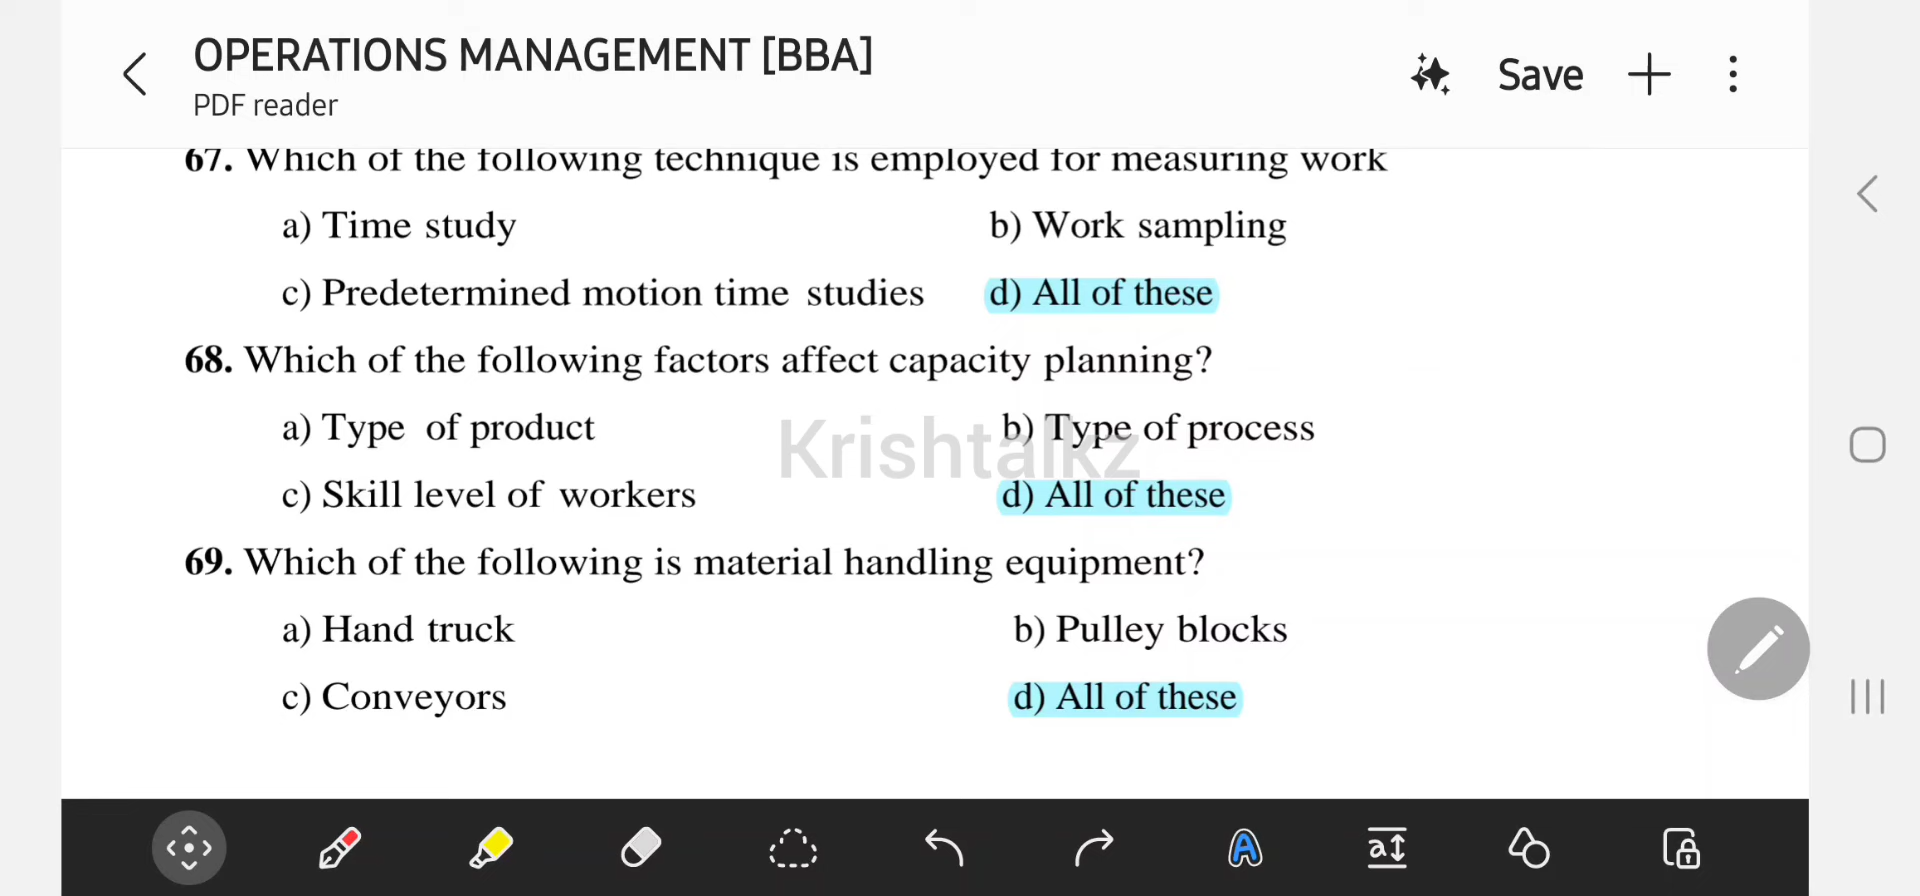 OPERATIONS MANAGEMENT [BBA]
PDF reader
Save
67. Which of the following technique is employed for measuring work
a) Time study b) Work sampling
c) Predetermined motion time studies d) All of these
68. Which of the following factors affect capacity planning?
a) Type of product b) Type of process
Krishtalkz
c) Skill level of workers d) All of these
69. Which of the following is material handling equipment?
a) Hand truck b) Pulley blocks
c) Conveyors d) All of these
A a